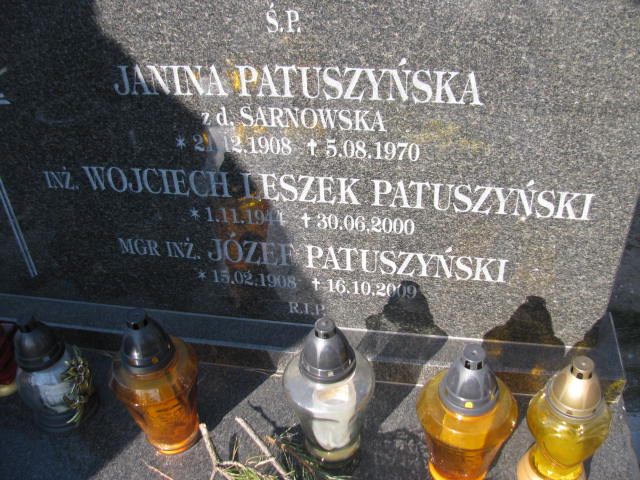 Ś.P.
JANINA PATUSZYŃSKA
z d. SARNOWSKA
* 21.12.1908 † 5.08.1970
INŻ. WOJCIECH LESZEK PATUSZYŃSKI
* 1.11.1941 † 30.06.2000
MGR INŻ. JÓZEF PATUSZYŃSKI
* 15.02.1908 † 16.10.2009
R.I.P.